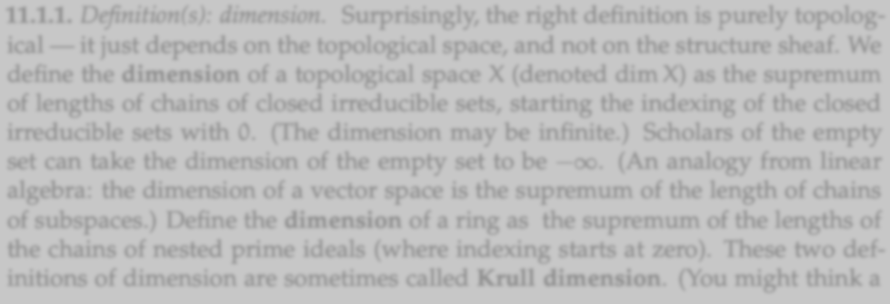 11.1.1. Definition(s): dimension. Surprisingly, the right definition is purely topolog-
ical — it just depends on the topological space, and not on the structure sheaf. We
define the dimension of a topological space X (denoted dim X) as the supremum
of lengths of chains of closed irreducible sets, starting the indexing of the closed
irreducible sets with 0. (The dimension may be infinite.) Scholars of the empty
set can take the dimension of the empty set to be −∞. (An analogy from linear
algebra: the dimension of a vector space is the supremum of the length of chains
of subspaces.) Define the dimension of a ring as the supremum of the lengths of
the chains of nested prime ideals (where indexing starts at zero). These two def-
initions of dimension are sometimes called Krull dimension. (You might think a